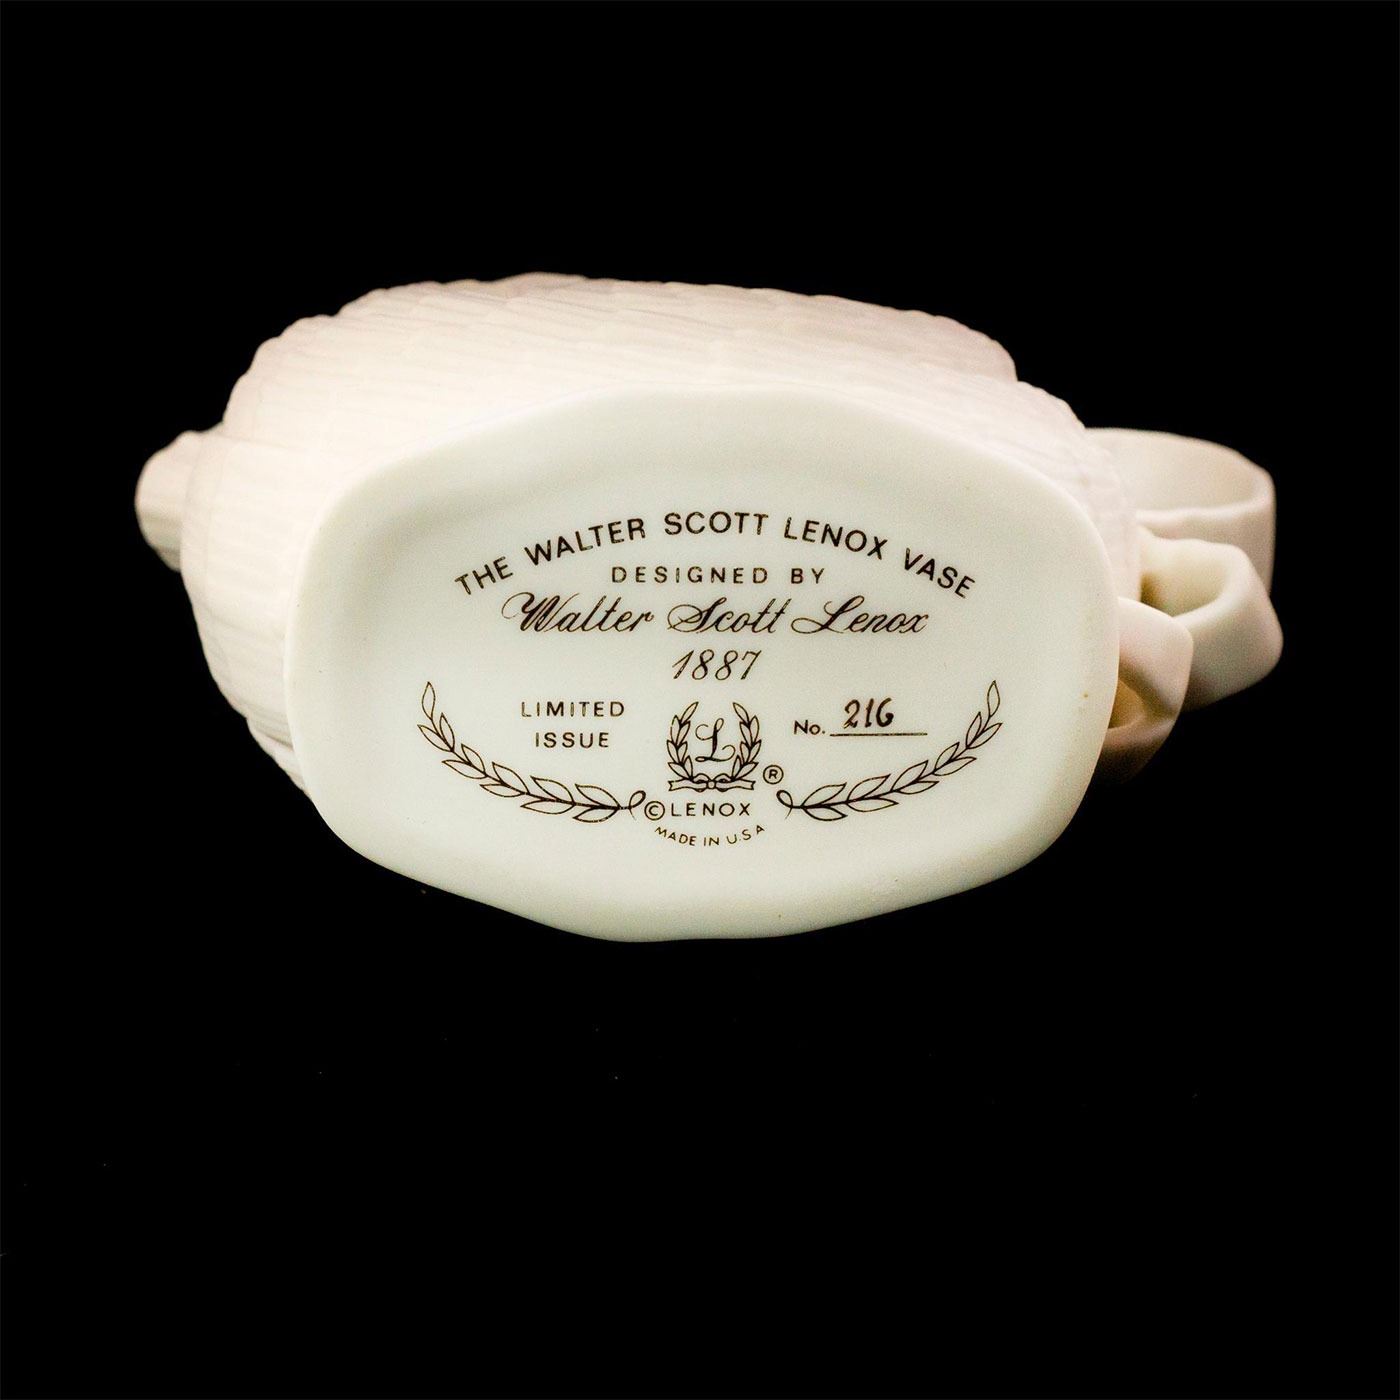 THE WALTER SCOTT LENOX VASE
DESIGNED BY
Walter Scott Lenox
1887
LIMITED
ISSUE
L
®
No. 216
© LENOX
MADE IN U.S.A